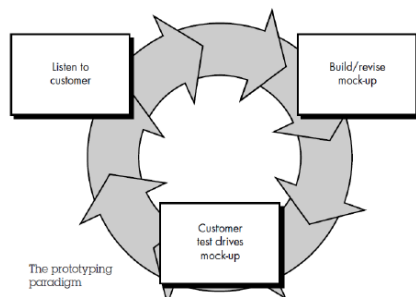 Listen to
customer
Build/revise
mock-up
Customer
test drives
mock-up
The prototyping
paradigm